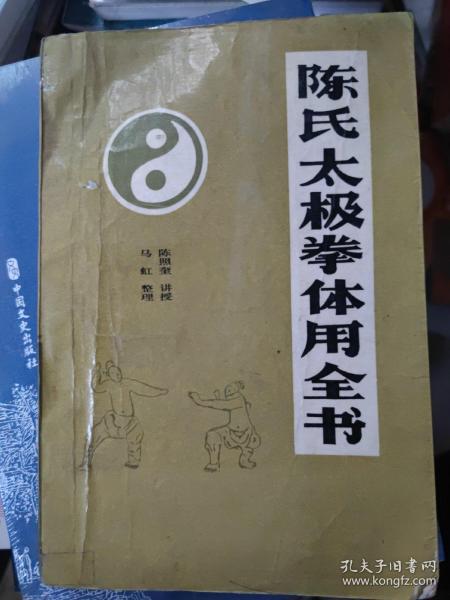 陈氏太极拳体用全书
陈照奎 讲授
马虹 整理
中国文史出版社
孔夫子旧书网
www.kongfz.com